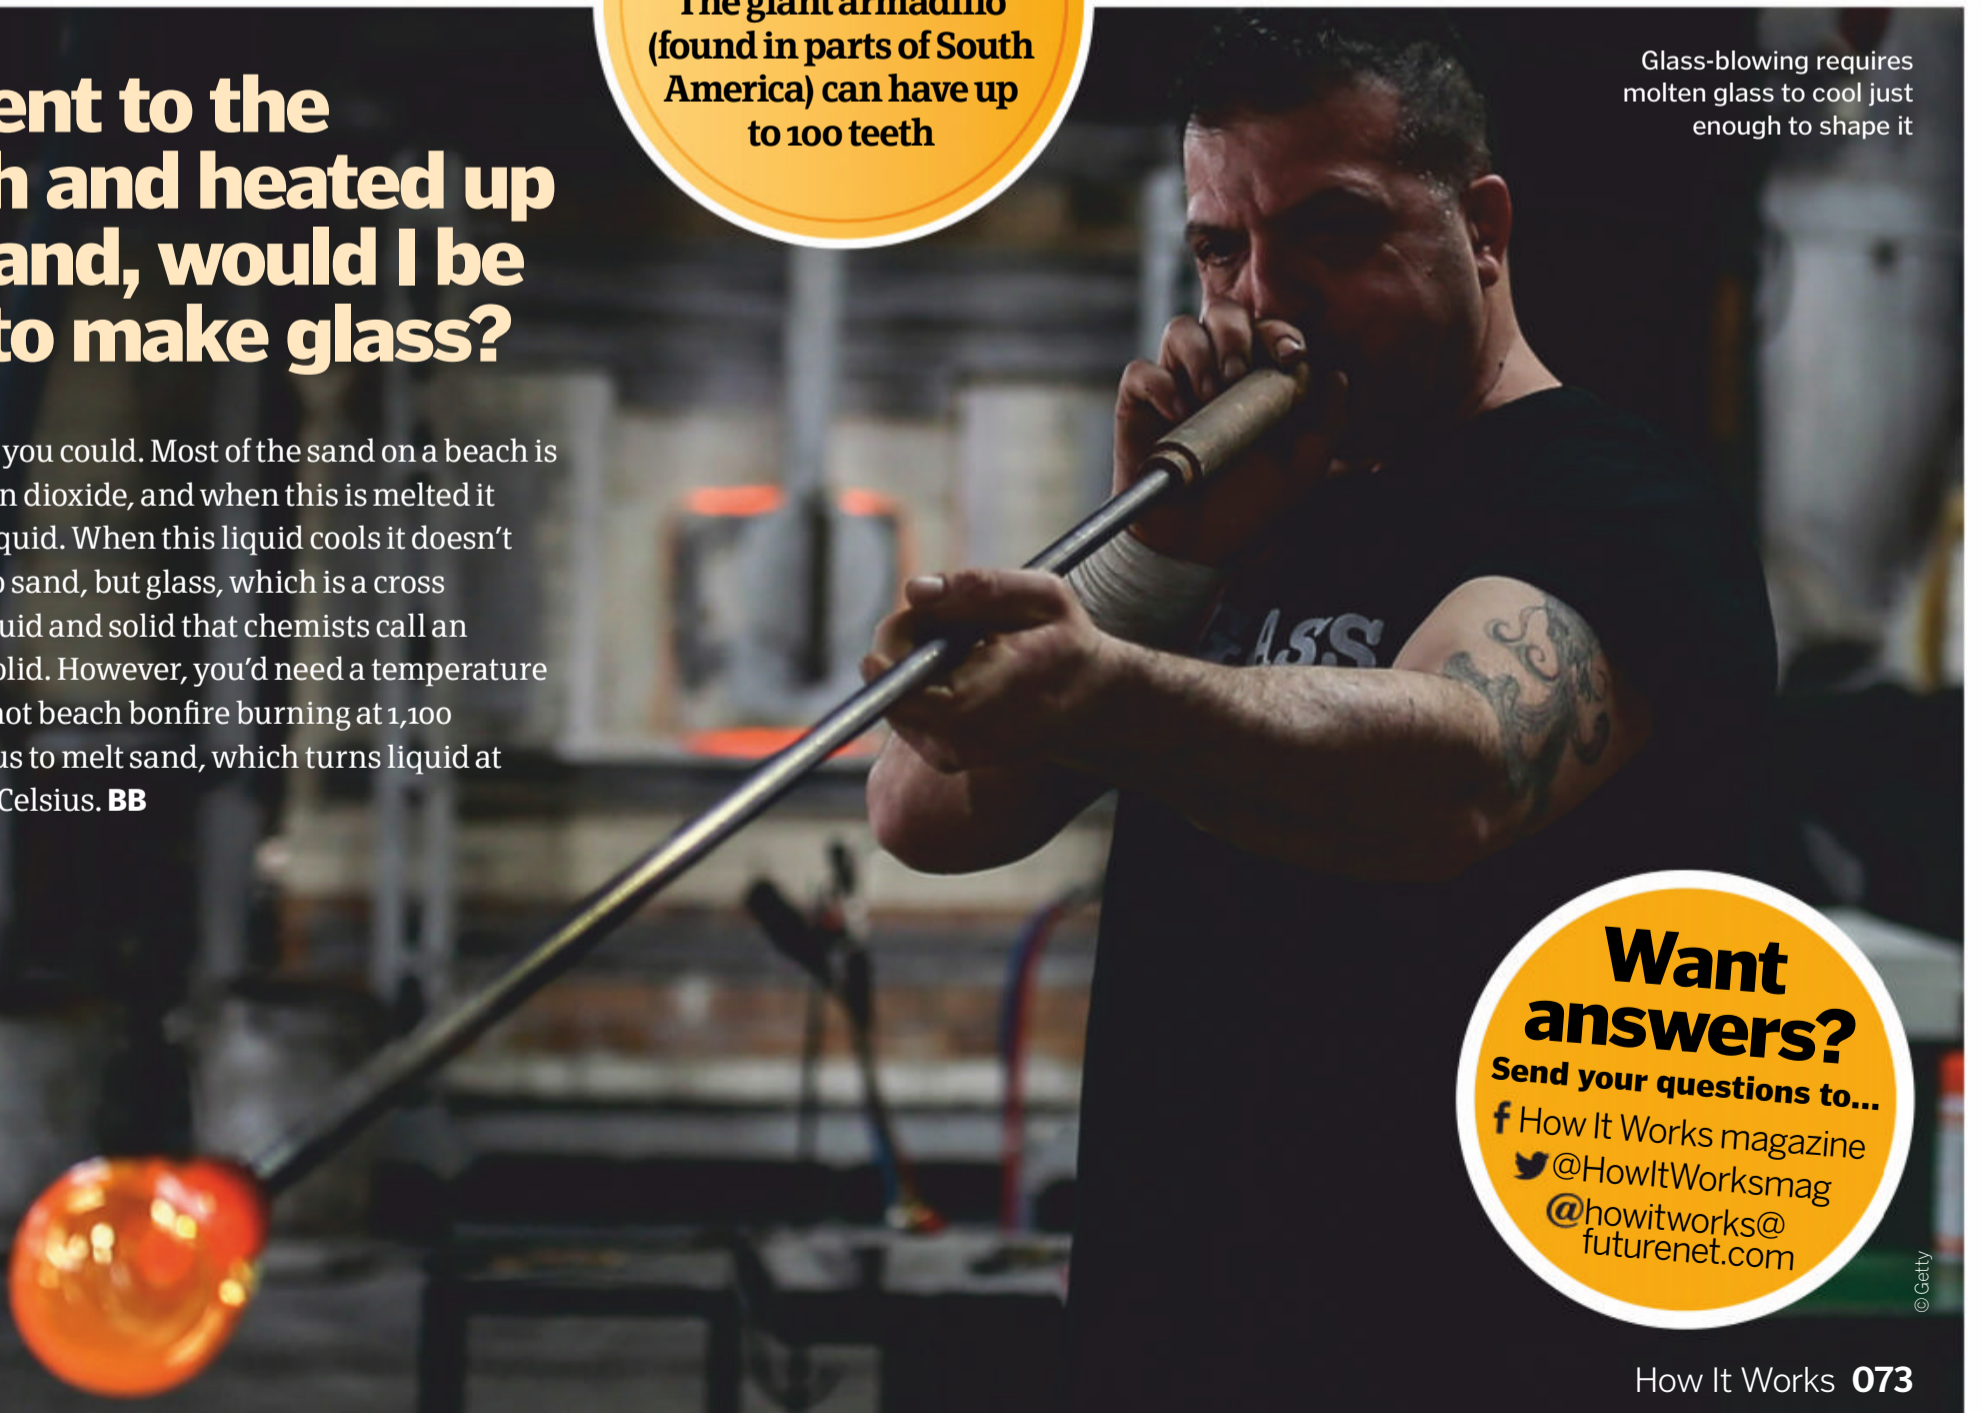 The giant armadillo
(found in parts of South
America) can have up
to 100 teeth
Glass-blowing requires
molten glass to cool just
enough to shape it
ent to the
h and heated up
and, would I be
to make glass?
you could. Most of the sand on a beach is
n dioxide, and when this is melted it
quid. When this liquid cools it doesn’t
o sand, but glass, which is a cross
uid and solid that chemists call an
olid. However, you’d need a temperature
hot beach bonfire burning at 1,100
us to melt sand, which turns liquid at
Celsius. BB
ASS
Want
answers?
Send your questions to...
f How It Works magazine
@HowItWorksmag
@howitworks@
futurenet.com
© Getty
How It Works 073